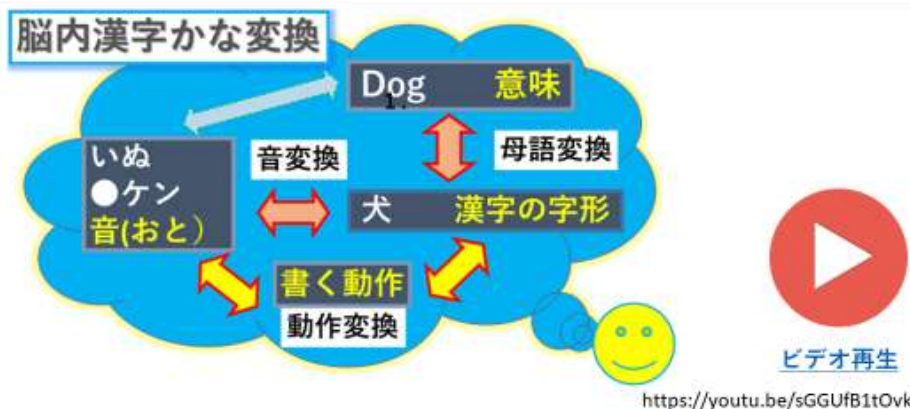 脳内漢字かな変換
Dog 意味
1.
いぬ
●ケン
音(おと)
音変換
母語変換
犬 漢字の字形
書く動作
動作変換
ビデオ再生
https://youtu.be/sGGUfB1tOvk